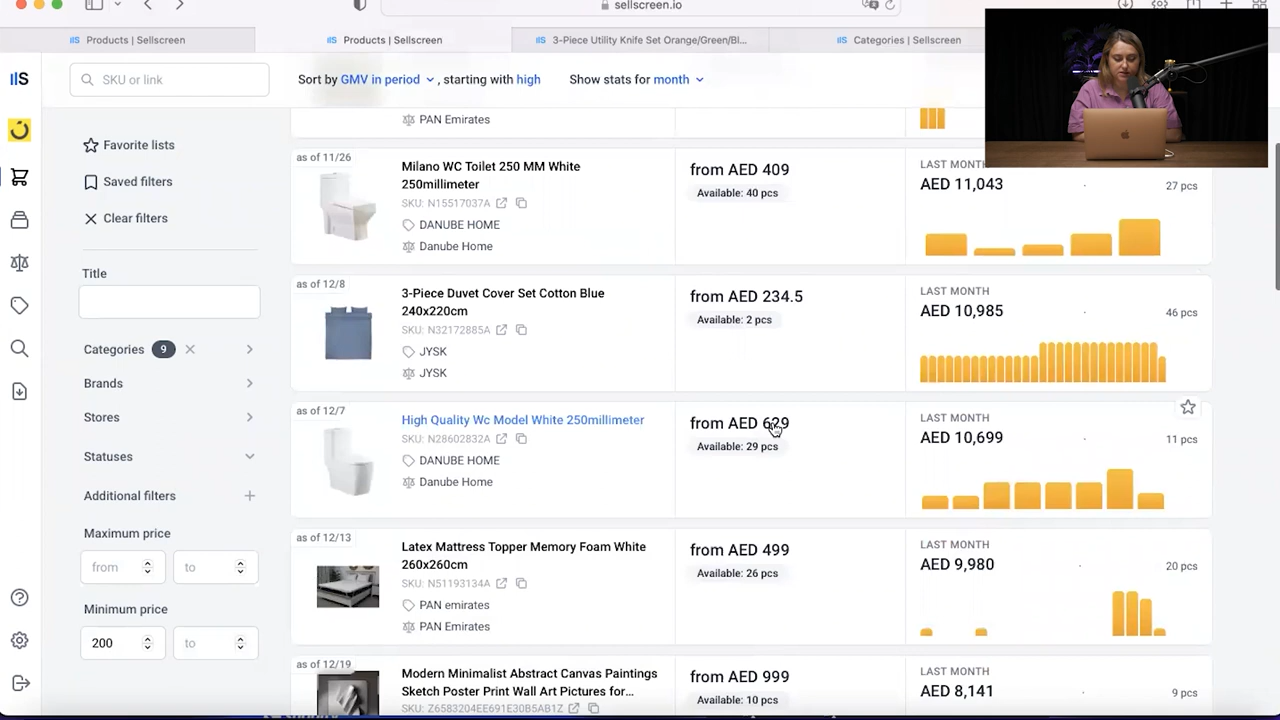 sellscreen.io
Products | Sellscreen
Products | Sellscreen
3-Piece Utility Knife Set Orange/Green/Bl...
Categories | Sellscreen
SKU or link
Sort by GMV in period , starting with high
Show stats for month
Favorite lists
Saved filters
Clear filters
Title
Categories 9
Brands
Stores
Statuses
Additional filters
Maximum price
from
to
Minimum price
200
to
PAN Emirates
as of 11/26
Milano WC Toilet 250 MM White
250millimeter
SKU: N15517037A
DANUBE HOME
Danube Home
from AED 409
Available: 40 pcs
LAST MONTH
AED 11,043
27 pcs
as of 12/8
3-Piece Duvet Cover Set Cotton Blue
240x220cm
SKU: N32172885A
JYSK
JYSK
from AED 234.5
Available: 2 pcs
LAST MONTH
AED 10,985
46 pcs
as of 12/7
High Quality Wc Model White 250millimeter
SKU: N28602832A
DANUBE HOME
Danube Home
from AED 629
Available: 29 pcs
LAST MONTH
AED 10,699
11 pcs
as of 12/13
Latex Mattress Topper Memory Foam White
260x260cm
SKU: N51193134A
PAN emirates
PAN Emirates
from AED 499
Available: 26 pcs
LAST MONTH
AED 9,980
20 pcs
as of 12/19
Modern Minimalist Abstract Canvas Paintings
Sketch Poster Print Wall Art Pictures for...
SKU: Z6583204EE691E30B5AB1Z
from AED 999
Available: 10 pcs
LAST MONTH
AED 8,141
9 pcs